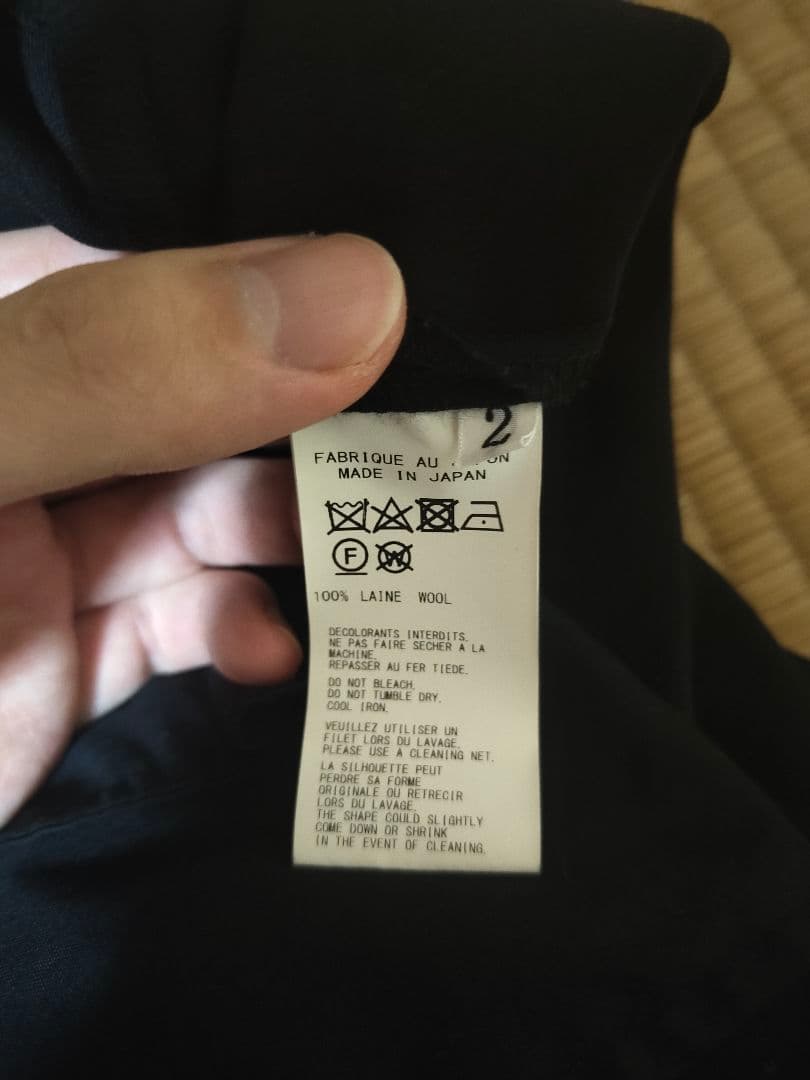 2
FABRIQUE AU
MADE IN JAPAN
F
W
100% LAINE WOOL
DECOLORANTS INTERDITS.
NE PAS FAIRE SECHER A LA
MACHINE.
REPASSER AU FER TIEDE.
DO NOT BLEACH.
DO NOT TUMBLE DRY.
COOL IRON.
VEUILLEZ UTILISER UN
FILET LORS DU LAVAGE.
PLEASE USE A CLEANING NET.
LA SILHOUETTE PEUT
PERDRE SA FORME
ORIGINALE OU RETRECIR
LORS DU LAVAGE.
THE SHAPE COULD SLIGHTLY
COME DOWN OR SHRINK
IN THE EVENT OF CLEANING.